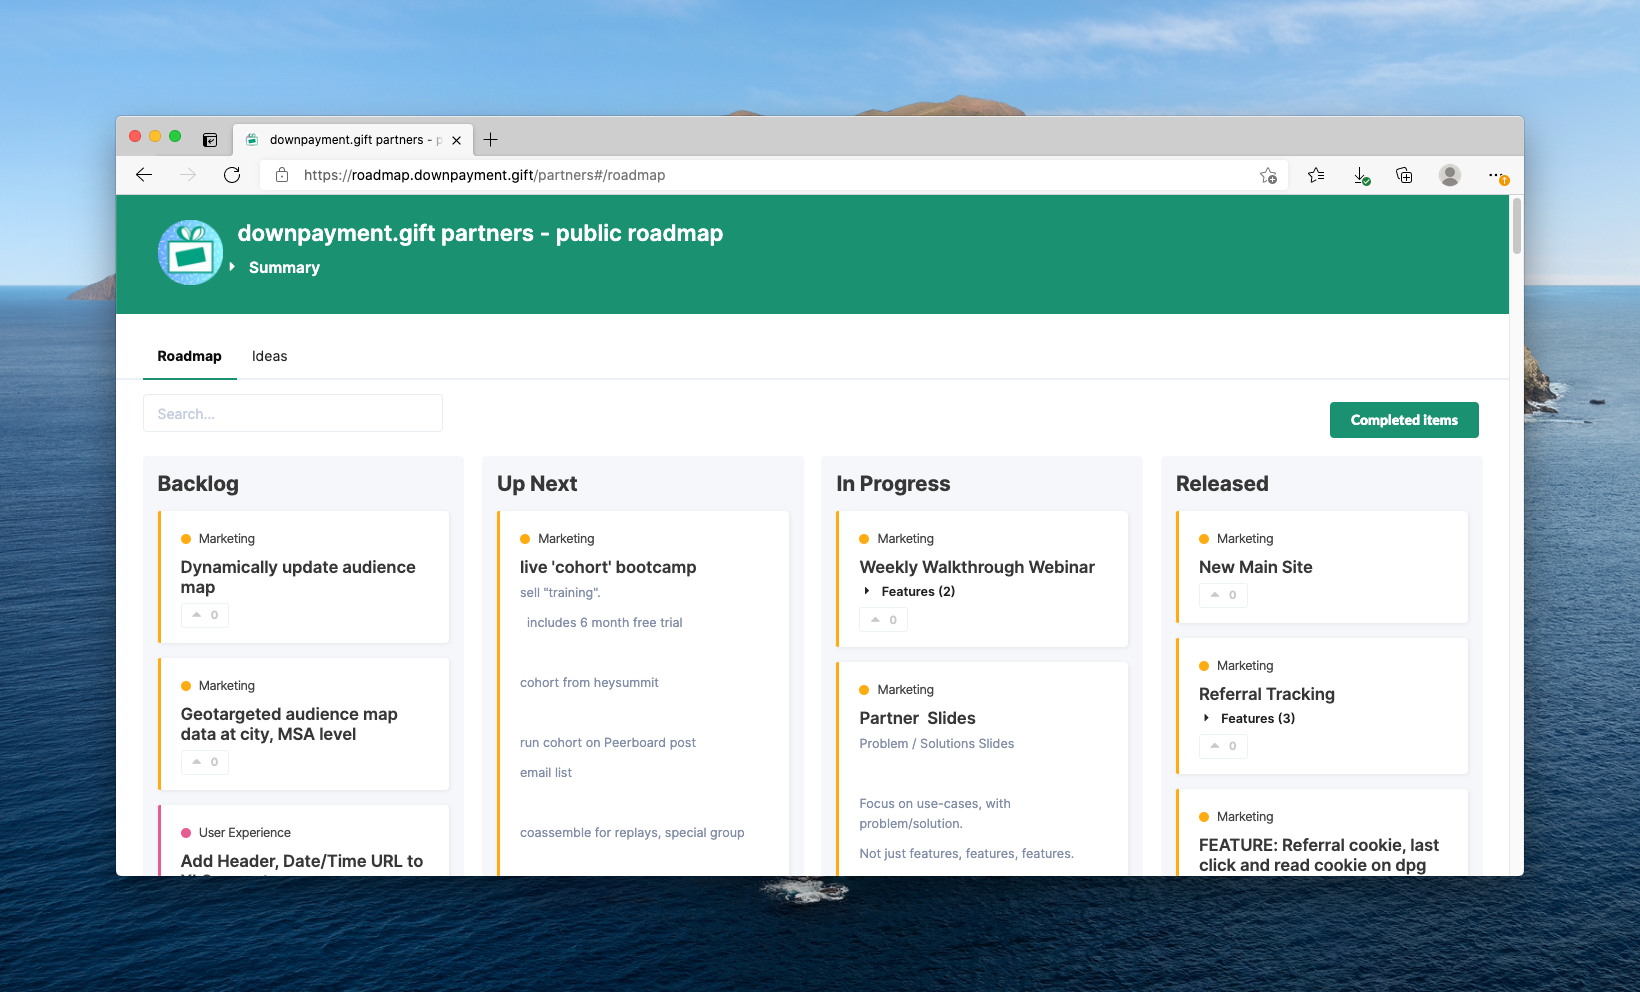 downpayment.gift partners - p
https://roadmap.downpayment.gift/partners#/roadmap
downpayment.gift partners - public roadmap
Summary
Roadmap
Ideas
Search...
Completed items
Backlog
Marketing
Dynamically update audience
map
0
Marketing
Geotargeted audience map
data at city, MSA level
0
User Experience
Add Header, Date/Time URL to
Up Next
Marketing
live 'cohort' bootcamp
sell "training".
includes 6 month free trial
cohort from heysummit
run cohort on Peerboard post
email list
coassemble for replays, special group
In Progress
Marketing
Weekly Walkthrough Webinar
Features (2)
0
Marketing
Partner  Slides
Problem / Solutions Slides
Focus on use-cases, with
problem/solution.
Not just features, features, features.
Released
Marketing
New Main Site
0
Marketing
Referral Tracking
Features (3)
0
Marketing
FEATURE: Referral cookie, last
click and read cookie on dpg